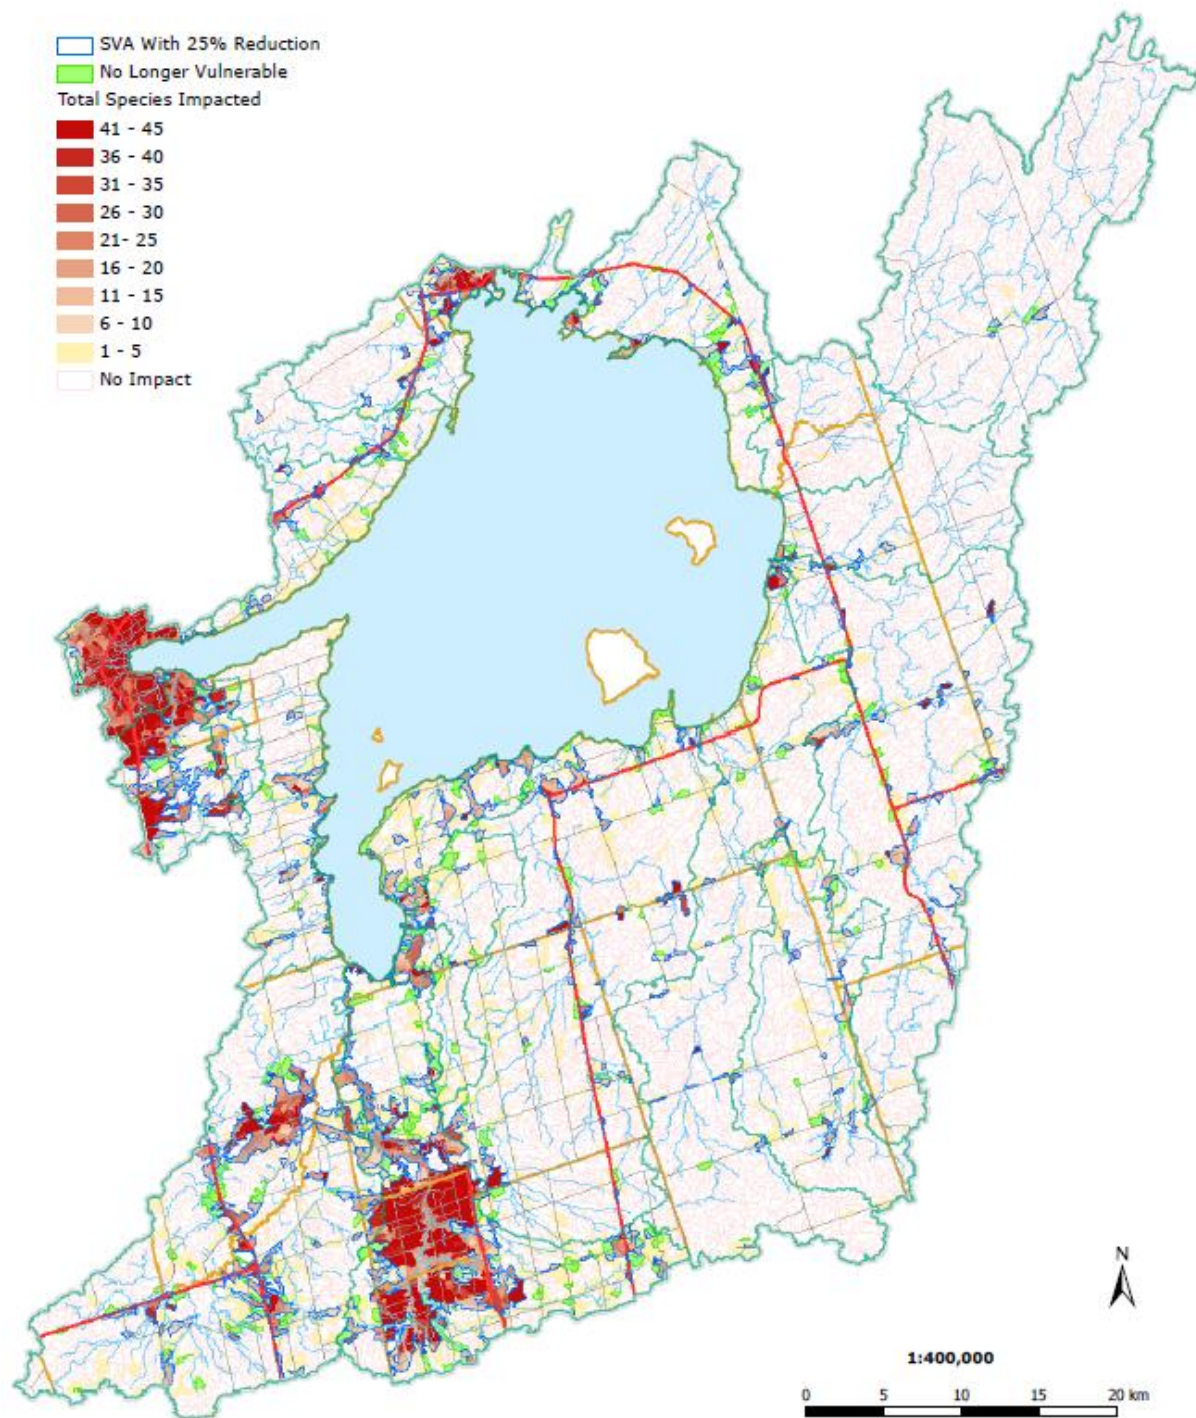 SVA With 25% Reduction
No Longer Vulnerable
Total Species Impacted
41 - 45
36 - 40
31 - 35
26 - 30
21- 25
16 - 20
11 - 15
6 - 10
1 - 5
No Impact
N
1:400,000
0 5 10 15 20 km